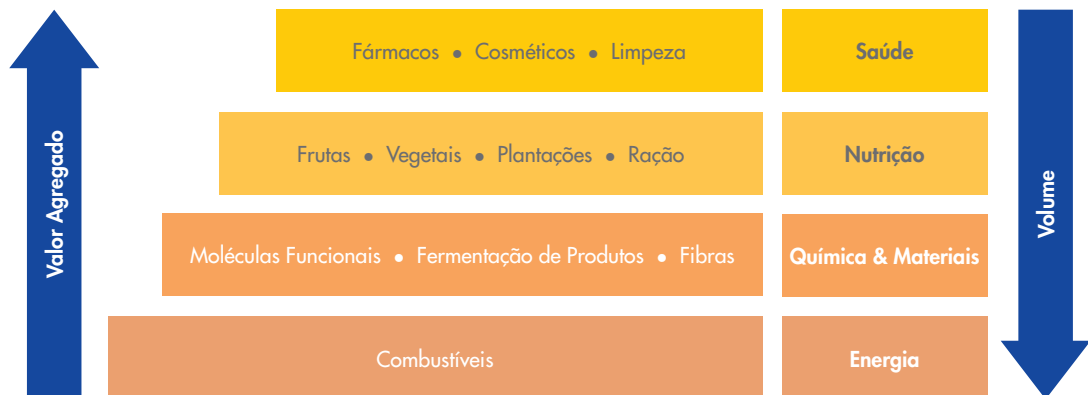 Fármacos • Cosméticos • Limpeza
Saúde
Frutas • Vegetais • Plantações • Ração
Nutrição
Moléculas Funcionais • Fermentação de Produtos • Fibras
Química & Materiais
Combustíveis
Energia
Valor Agregado
Volume